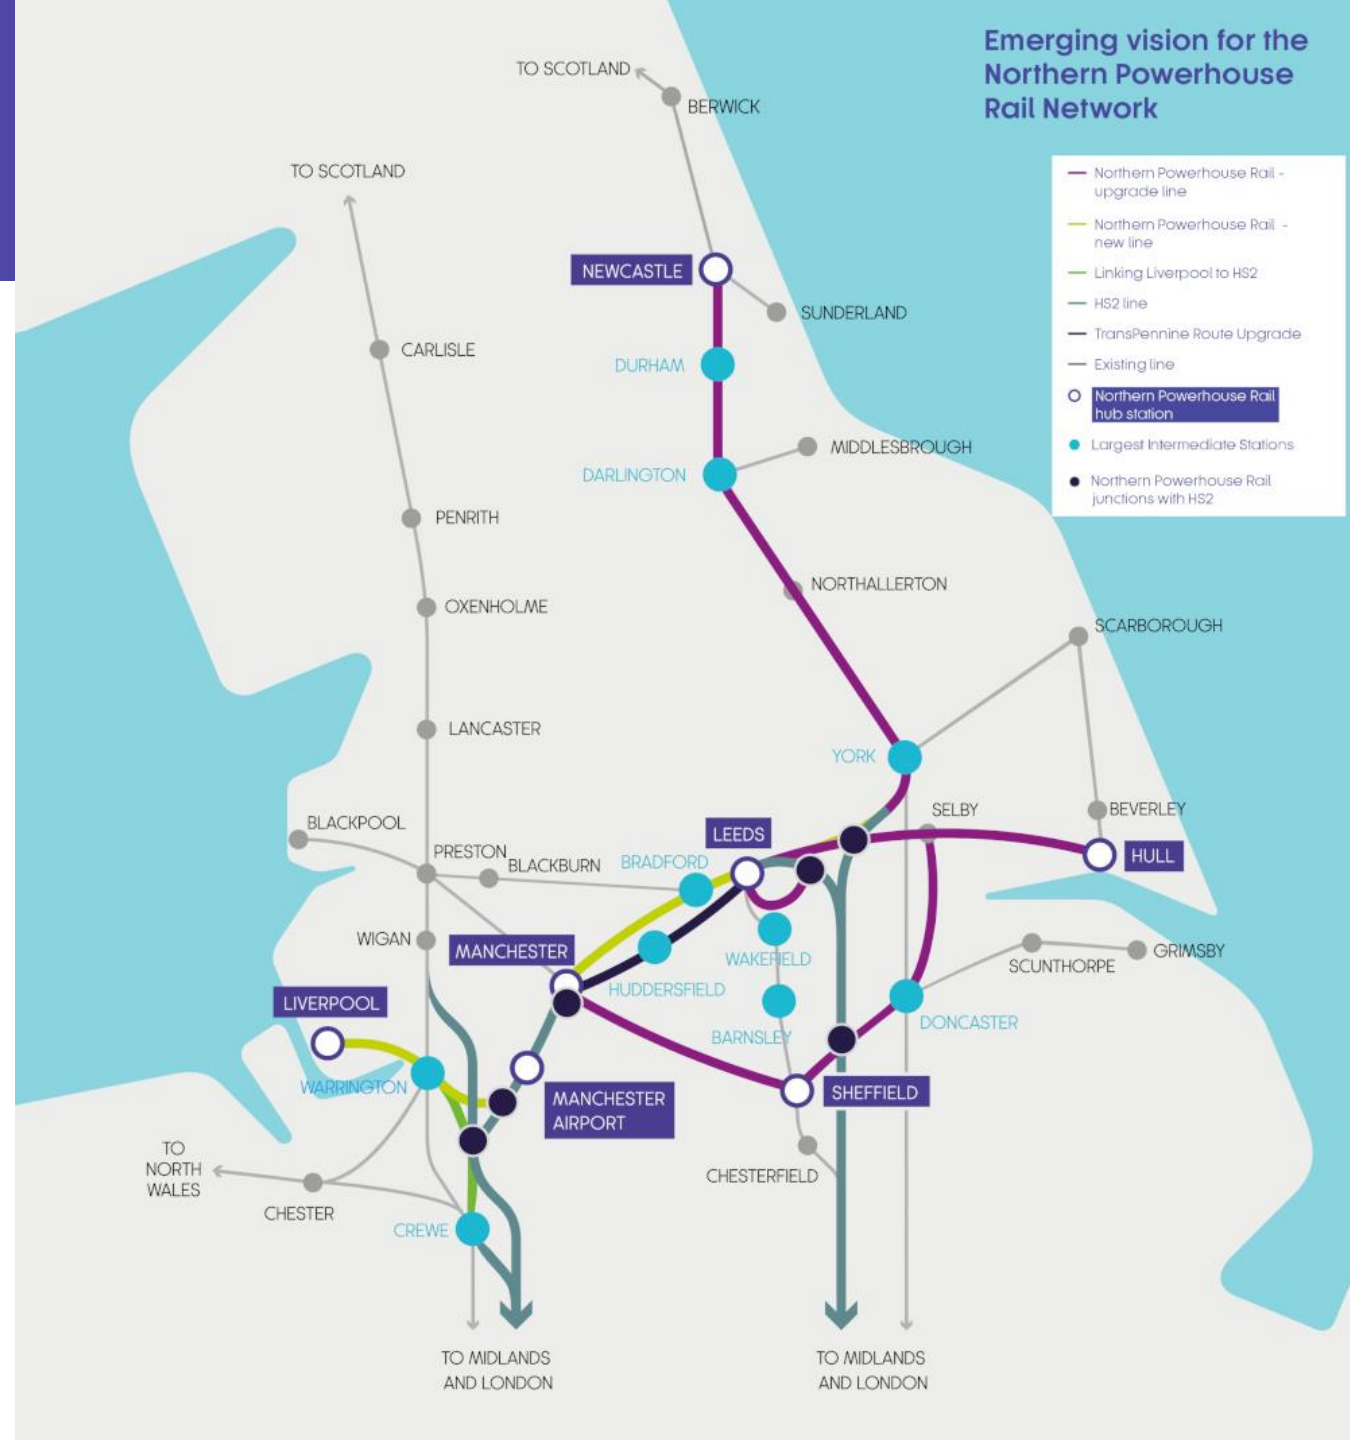 Emerging vision for the
Northern Powerhouse
Rail Network
Northern Powerhouse Rail -
upgrade line
Northern Powerhouse Rail -
new line
Linking Liverpool to HS2
HS2 line
TransPennine Route Upgrade
Existing line
Northern Powerhouse Rail
hub station
Largest Intermediate Stations
Northern Powerhouse Rail
junctions with HS2
TO SCOTLAND
BERWICK
TO SCOTLAND
NEWCASTLE
SUNDERLAND
CARLISLE
DURHAM
MIDDLESBROUGH
DARLINGTON
PENRITH
NORTHALLERTON
OXENHOLME
SCARBOROUGH
LANCASTER
YORK
BLACKPOOL
SELBY
BEVERLEY
LEEDS
PRESTON
BLACKBURN
BRADFORD
HULL
WIGAN
MANCHESTER
WAKEFIELD
GRIMSBY
SCUNTHORPE
HUDDERSFIELD
LIVERPOOL
DONCASTER
BARNSLEY
WARRINGTON
SHEFFIELD
MANCHESTER
AIRPORT
TO
NORTH
WALES
CHESTERFIELD
CHESTER
CREWE
TO MIDLANDS
AND LONDON
TO MIDLANDS
AND LONDON